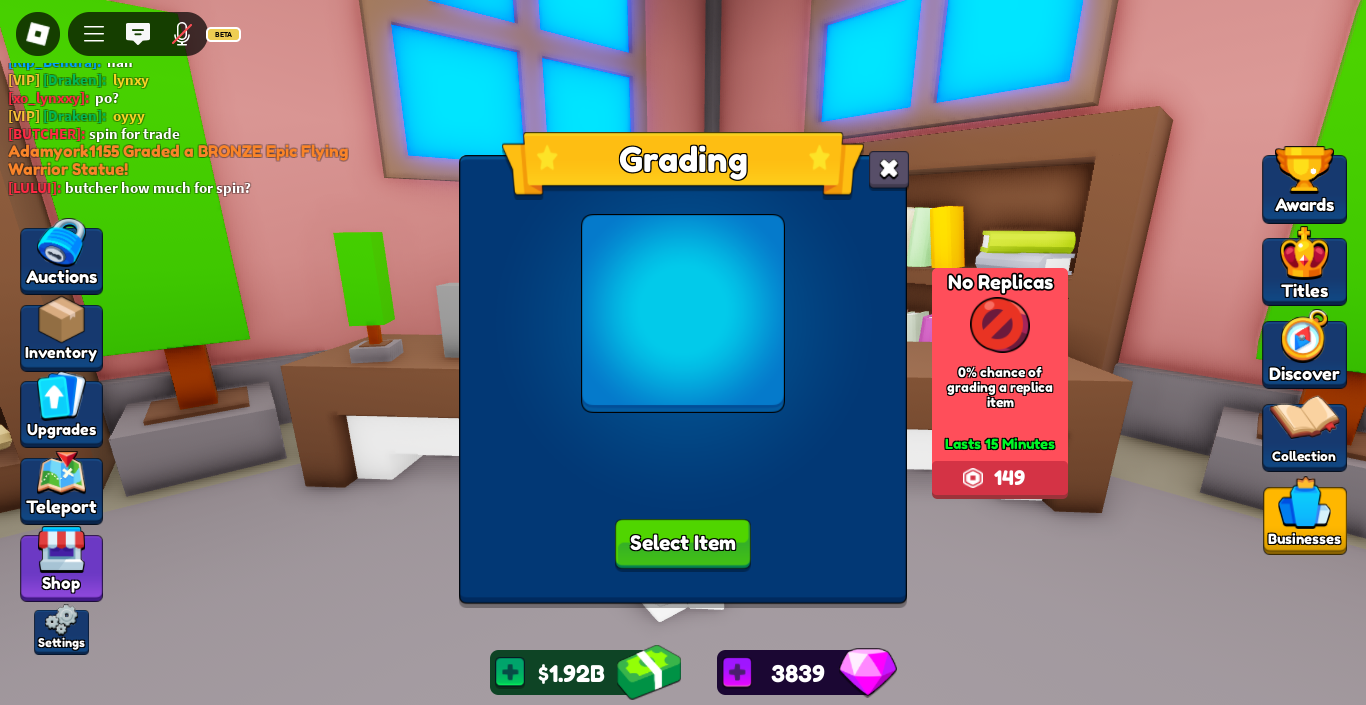 BETA
nah
[VIP] [Draken]: lynxy
[xo_lynxxy]: po?
[VIP] [Draken]: oyyy
[BUTCHER]: spin for trade
Adamyork1155 Graded a BRONZE Epic Flying
Warrior Statue!
[LULU!]: butcher how much for spin?
Grading
Auctions
Inventory
Upgrades
Teleport
Shop
Settings
No Replicas
0% chance of
grading a replica
item
Lasts 15 Minutes
149
Select Item
Awards
Titles
Discover
Collection
Businesses
$1.92B
3839